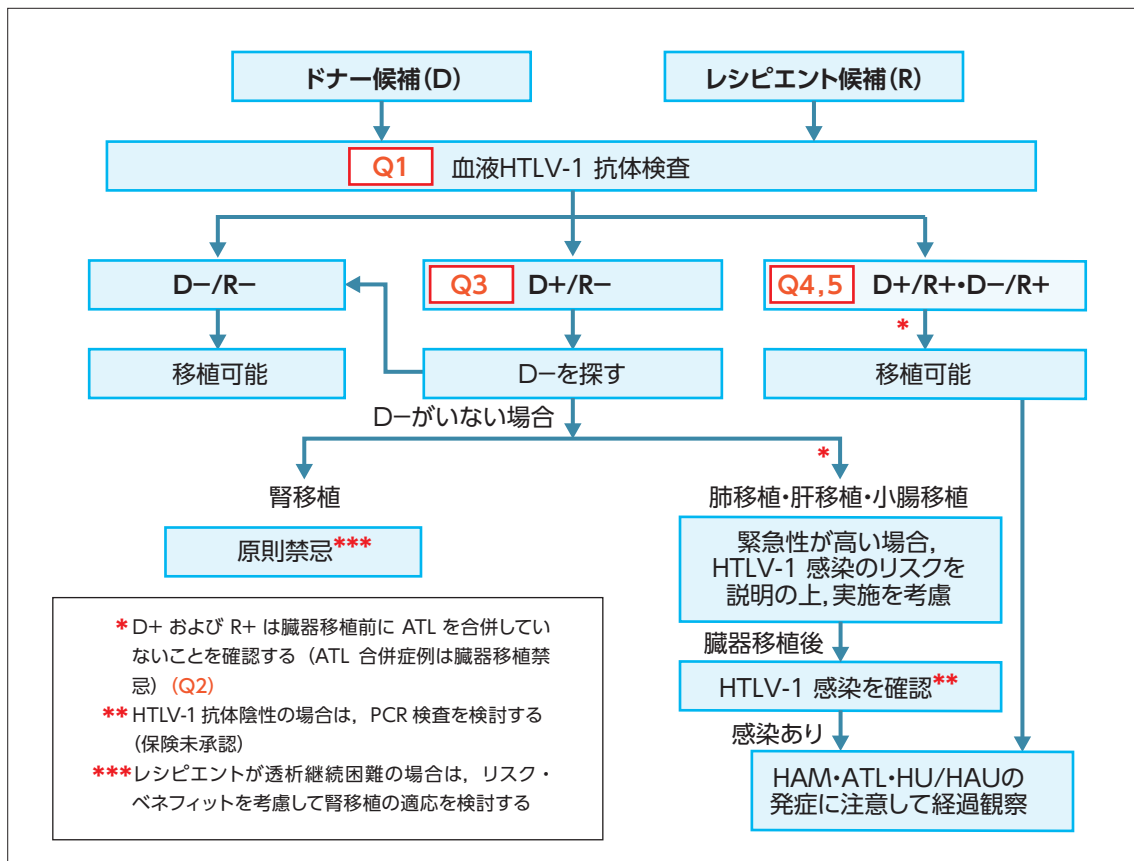 ドナー候補(D)
レシピエント候補(R)
Q1 血液HTLV-1 抗体検査
D−/R−
Q3 D+/R−
Q4,5 D+/R+・D−/R+
*
移植可能
D−を探す
移植可能
D−がいない場合
*
腎移植
肺移植・肝移植・小腸移植
原則禁忌***
緊急性が高い場合,
HTLV-1 感染のリスクを
説明の上,実施を考慮
臓器移植後
HTLV-1 感染を確認**
感染あり
HAM・ATL・HU/HAUの
発症に注意して経過観察
*D+ および R+ は臓器移植前に ATL を合併してい
ないことを確認する(ATL 合併症例は臓器移植禁
忌)(Q2)
**HTLV-1 抗体陰性の場合は,PCR 検査を検討する
(保険未承認)
***レシピエントが透析継続困難の場合は,リスク・
ベネフィットを考慮して腎移植の適応を検討する